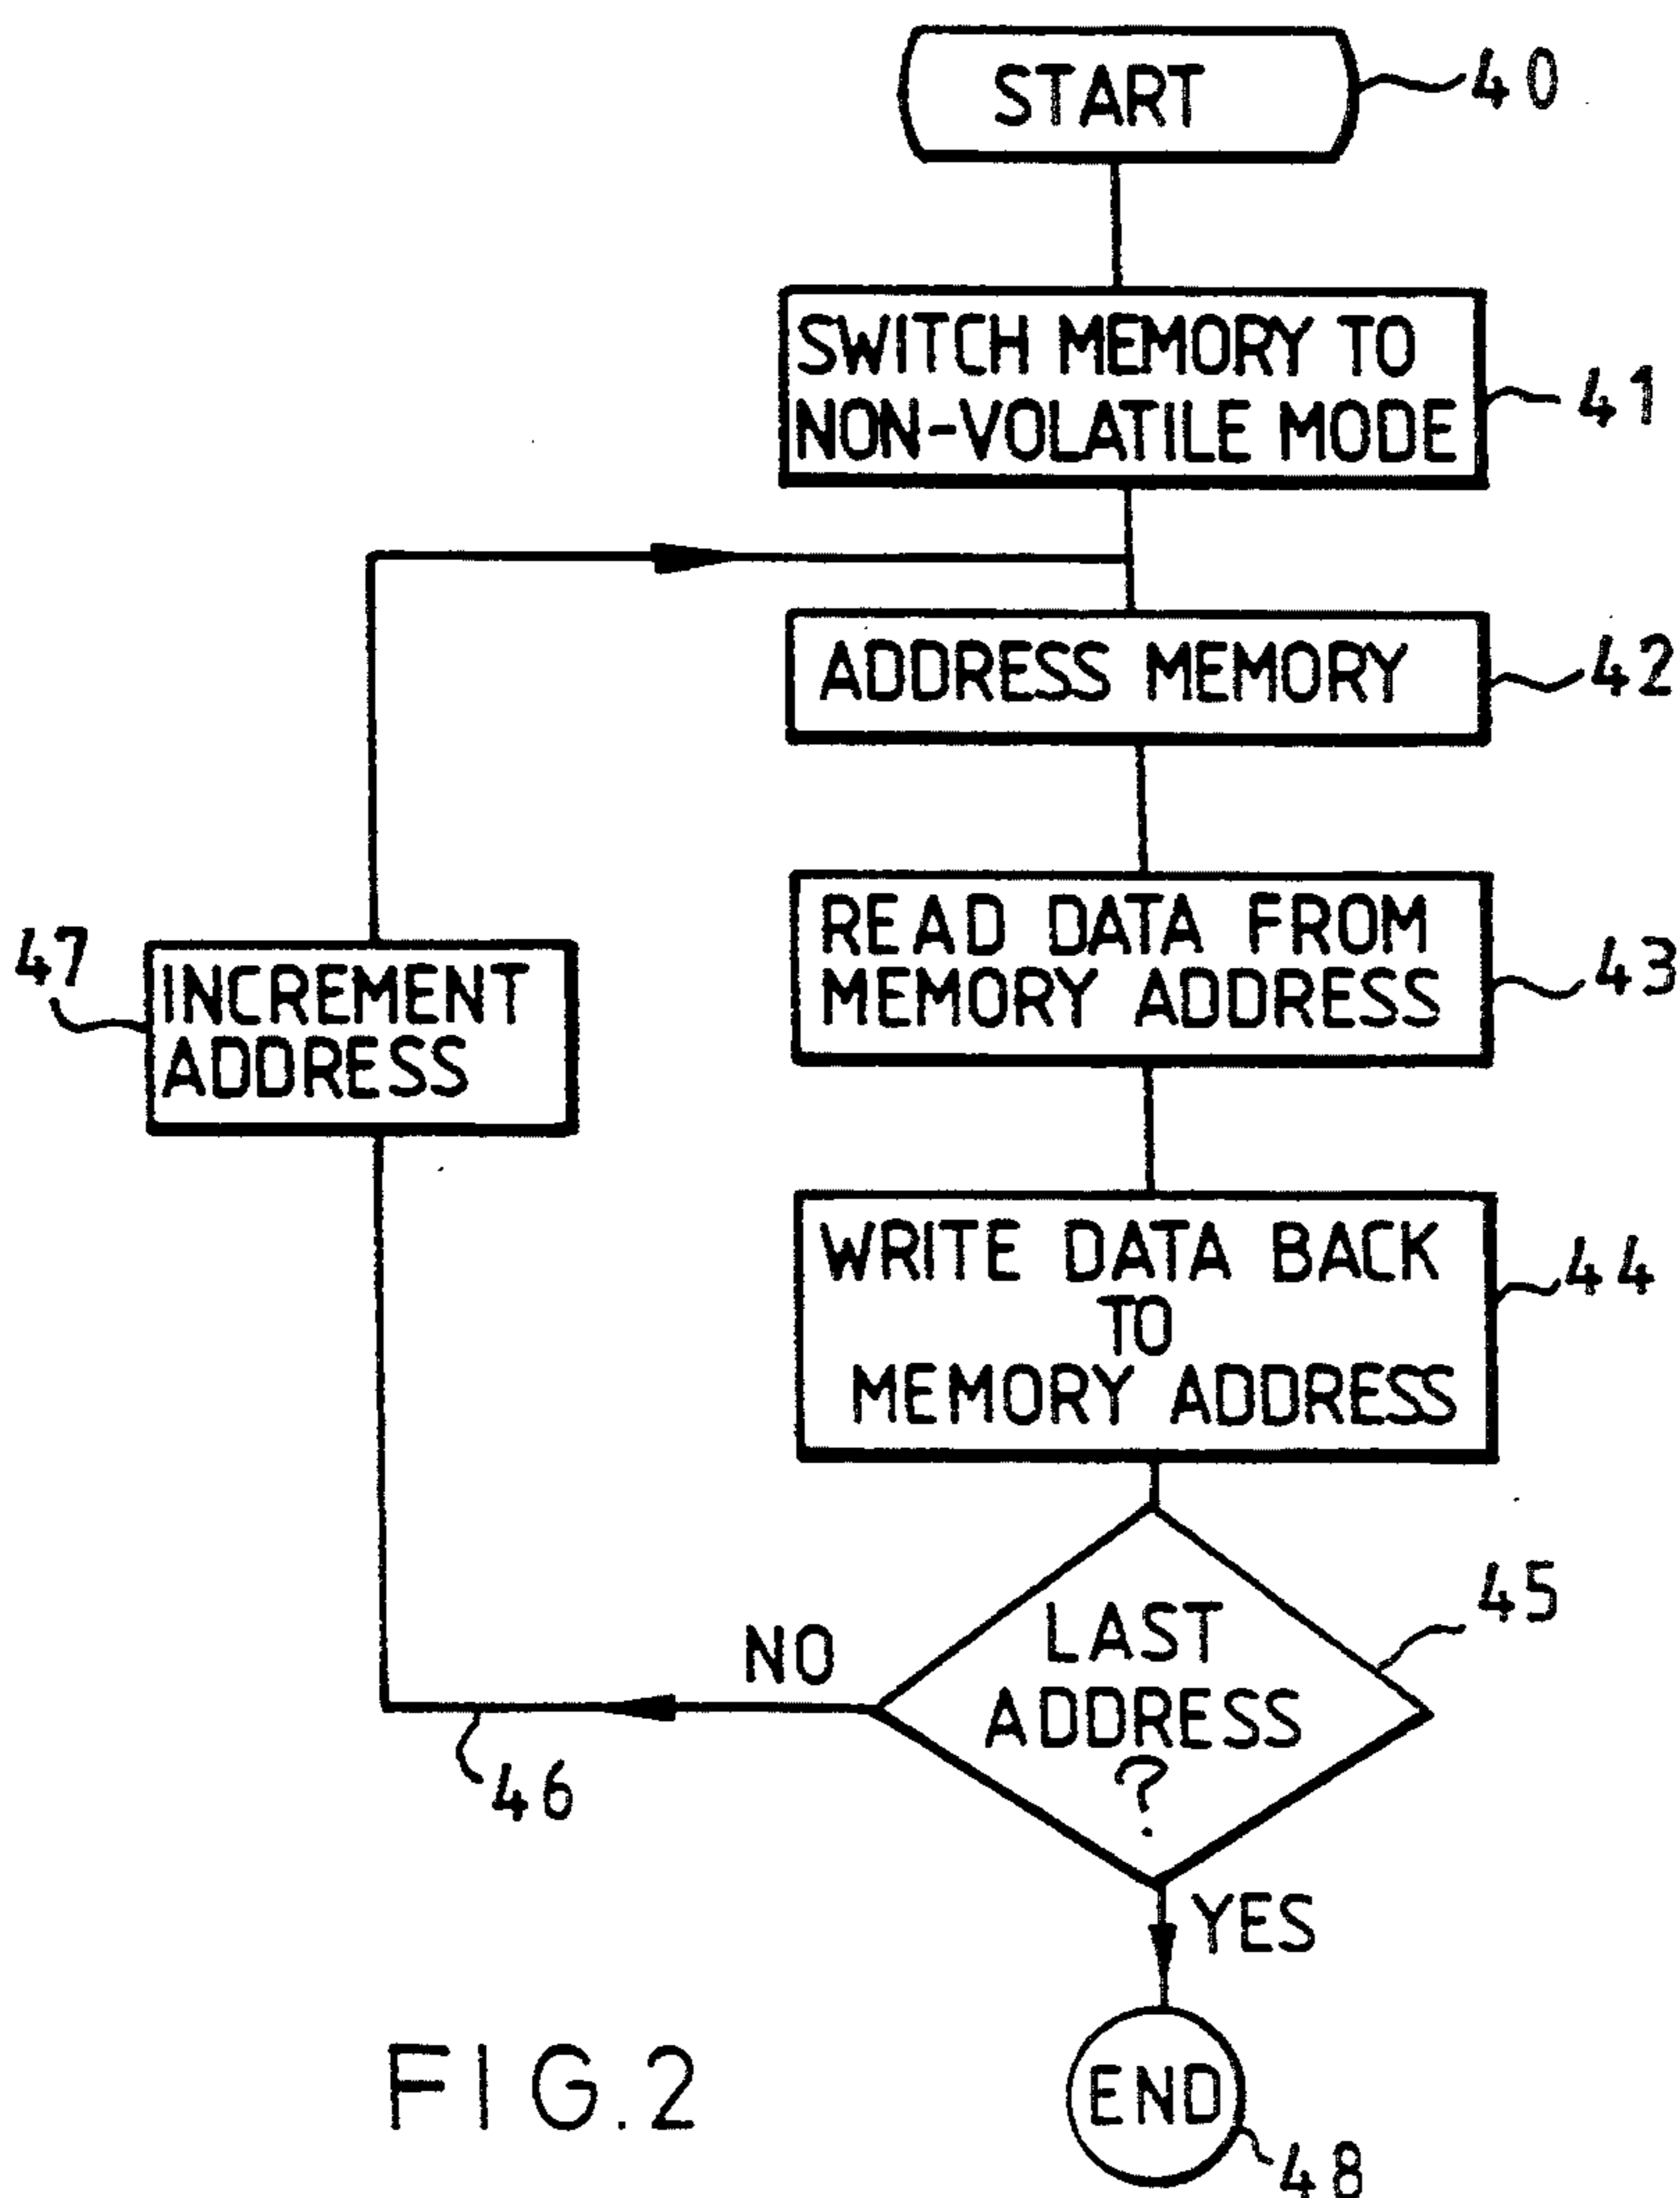 START
40
SWITCH MEMORY TO
NON-VOLATILE MODE
41
ADDRESS MEMORY
42
READ DATA FROM
MEMORY ADDRESS
43
47
INCREMENT
ADDRESS
WRITE DATA BACK
TO
MEMORY ADDRESS
44
LAST
ADDRESS
?
45
NO
46
YES
END
48
FIG.2